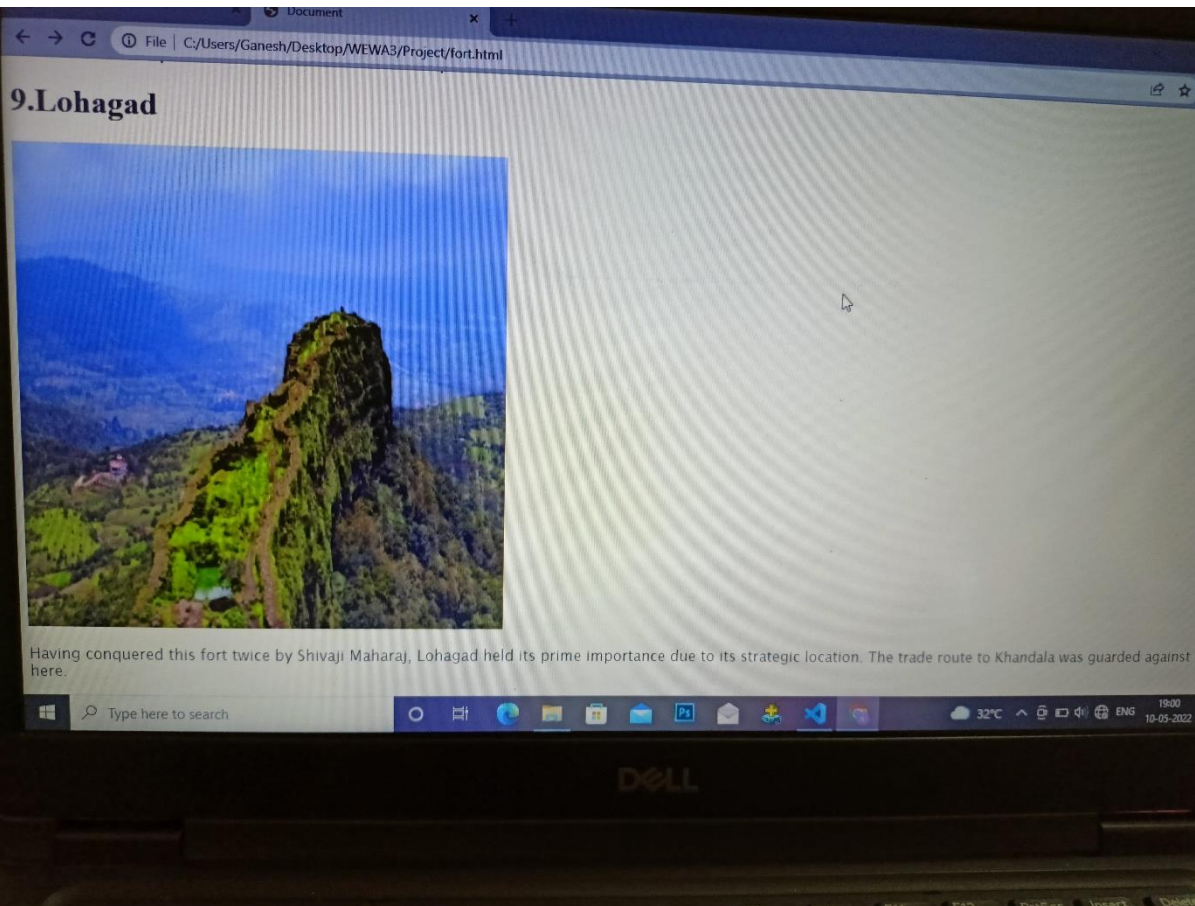 Document
File | C:/Users/Ganesh/Desktop/WEWA3/Project/fort.html
9.Lohagad
Having conquered this fort twice by Shivaji Maharaj, Lohagad held its prime importance due to its strategic location. The trade route to Khandala was guarded against
here.
Type here to search
Ps
32°C
ENG
19:00
10-05-2022
DELL
Insert